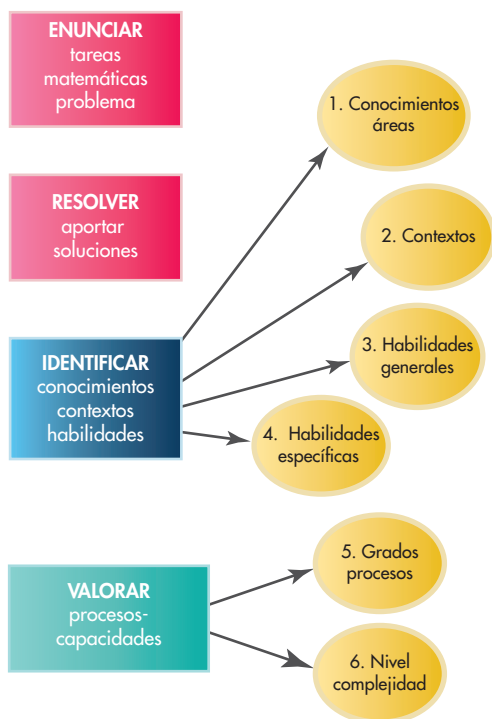 ENUNCIAR
tareas
matemáticas
problema
1. Conocimientos
áreas
RESOLVER
aportar
soluciones
2. Contextos
IDENTIFICAR
conocimientos
contextos
habilidades
3. Habilidades
generales
4. Habilidades
específicas
VALORAR
procesos-
capacidades
5. Grados
procesos
6. Nivel
complejidad